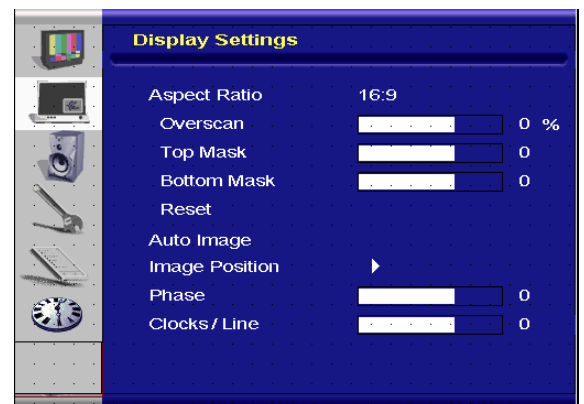 Display Settings
Aspect Ratio 16:9
Overscan 0 %
Top Mask 0
Bottom Mask 0
Reset
Auto Image
Image Position
Phase 0
Clocks / Line 0